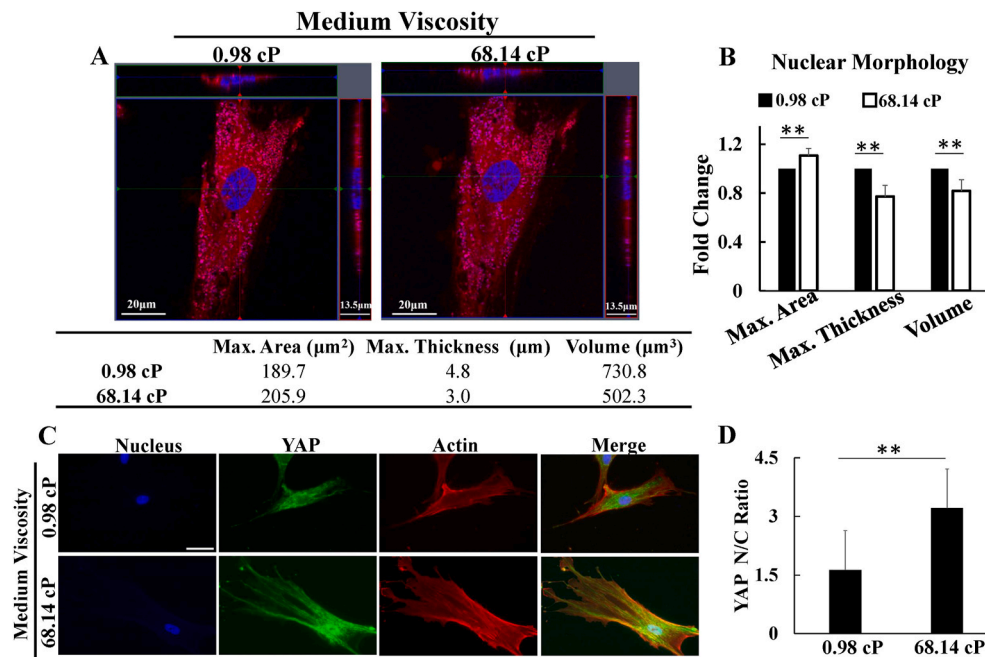 Medium Viscosity
0.98 cP 68.14 cP
A
20µm 13.5µm 20µm 13.5µm
Max. Area (µm²) Max. Thickness (µm) Volume (µm³)
0.98 cP 189.7 4.8 730.8
68.14 cP 205.9 3.0 502.3
B
Nuclear Morphology
0.98 cP 68.14 cP
** ** **
Fold Change
1.2
0.8
0.4
0
Max. Area Max. Thickness Volume
C
Nucleus YAP Actin Merge
Medium Viscosity
0.98 cP
68.14 cP
D
**
YAP N/C Ratio
4.5
3
1.5
0
0.98 cP 68.14 cP